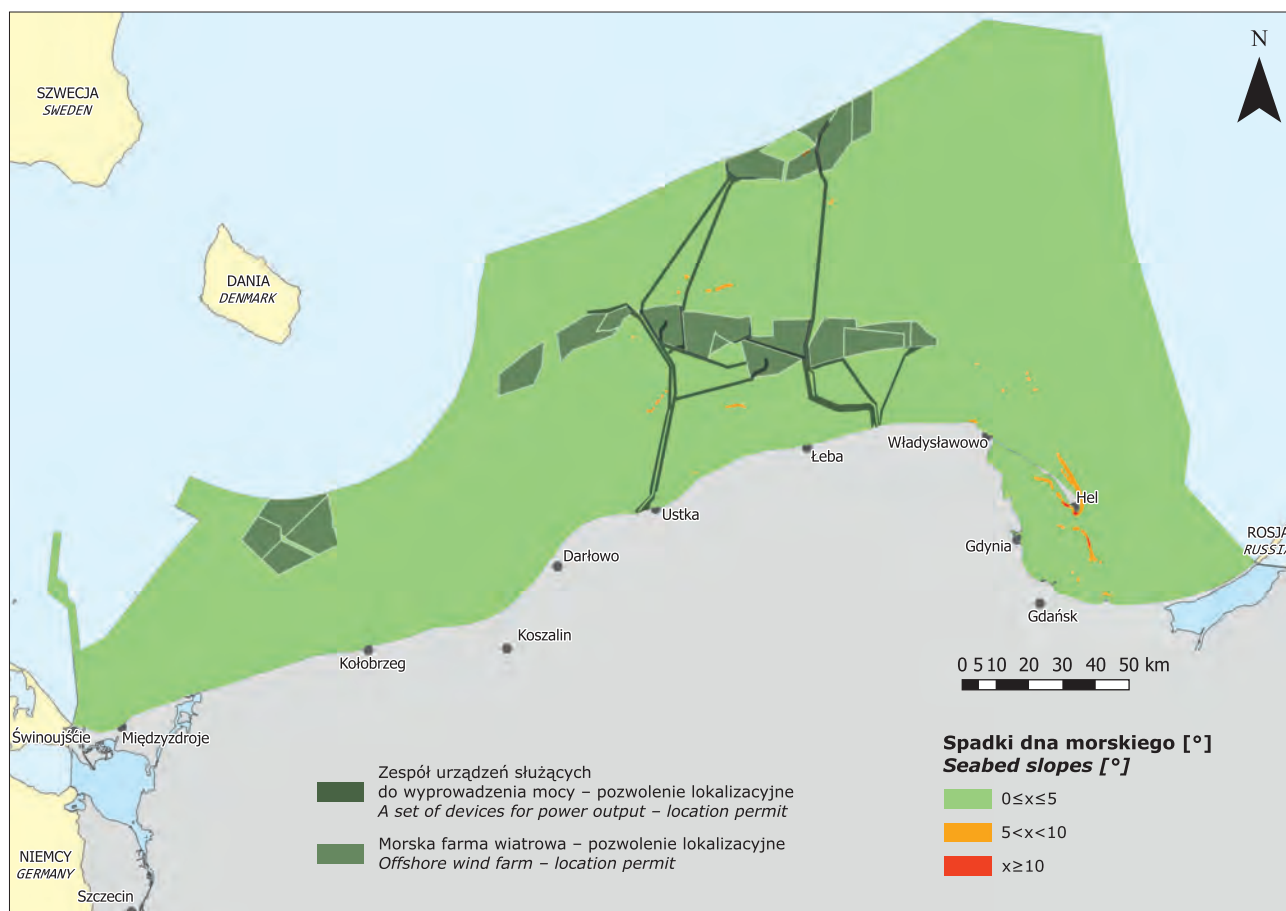 N
SZWECJA
SWEDEN
DANIA
DENMARK
Władysławowo
Łeba
Hel
Ustka
ROSJA
RUSSIA
Gdynia
Darłowo
Gdańsk
Koszalin
Kołobrzeg
0 5 10 20 30 40 50 km
Świnoujście
Międzyzdroje
Spadki dna morskiego [°]
Seabed slopes [°]
0≤x≤5
5<x<10
x≥10
Zespół urządzeń służących
do wyprowadzenia mocy – pozwolenie lokalizacyjne
A set of devices for power output – location permit
Morska farma wiatrowa – pozwolenie lokalizacyjne
Offshore wind farm – location permit
NIEMCY
GERMANY
Szczecin